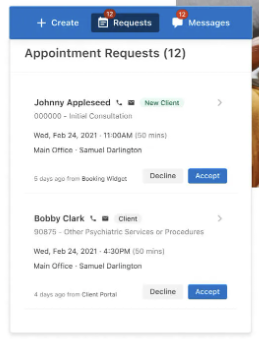 + Create
12
Requests
12
Messages
Appointment Requests (12)
Johnny Appleseed New Client
000000 - Initial Consultation
Wed, Feb 24, 2021 - 11:00AM (50 mins)
Main Office - Samuel Darlington
5 days ago from Booking Widget
Decline
Accept
Bobby Clark Client
90875 - Other Psychiatric Services or Procedures
Wed, Feb 24, 2021 - 4:30PM (50 mins)
Main Office - Samuel Darlington
4 days ago from Client Portal
Decline
Accept